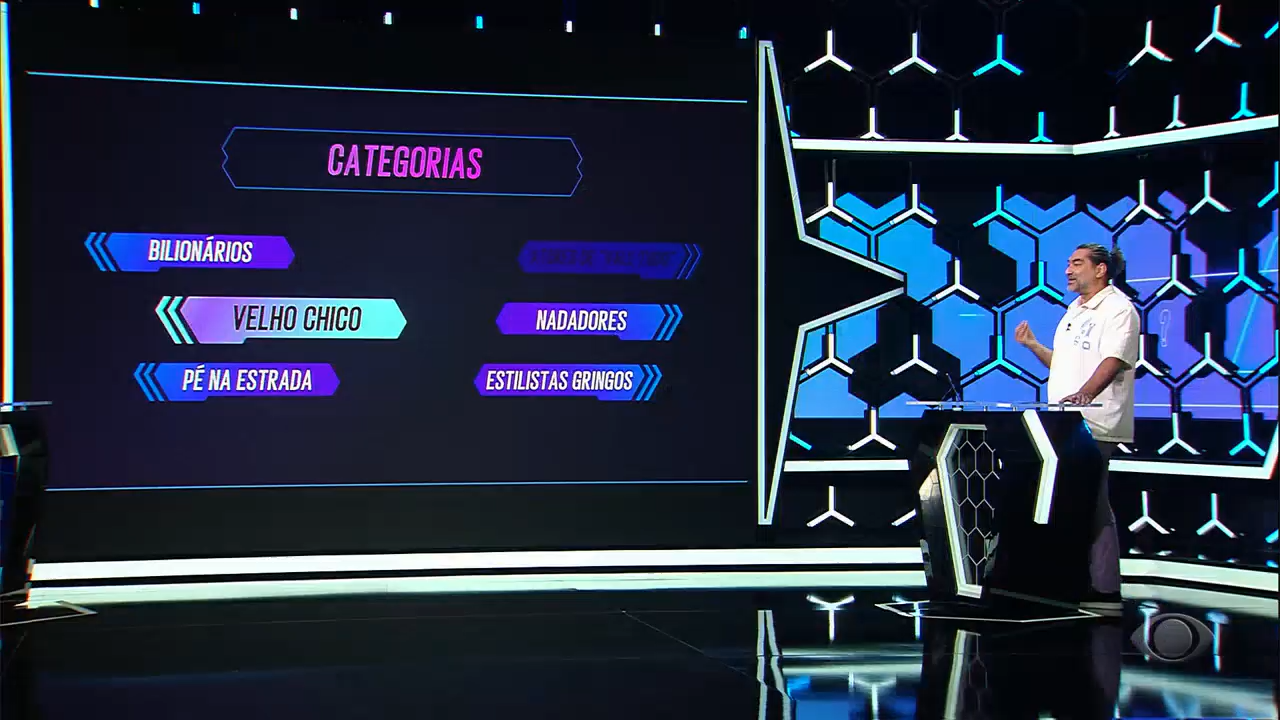 CATEGORIAS
BILIONÁRIOS
VELHO CHICO
NADADORES
PÉ NA ESTRADA
ESTILISTAS GRINGOS